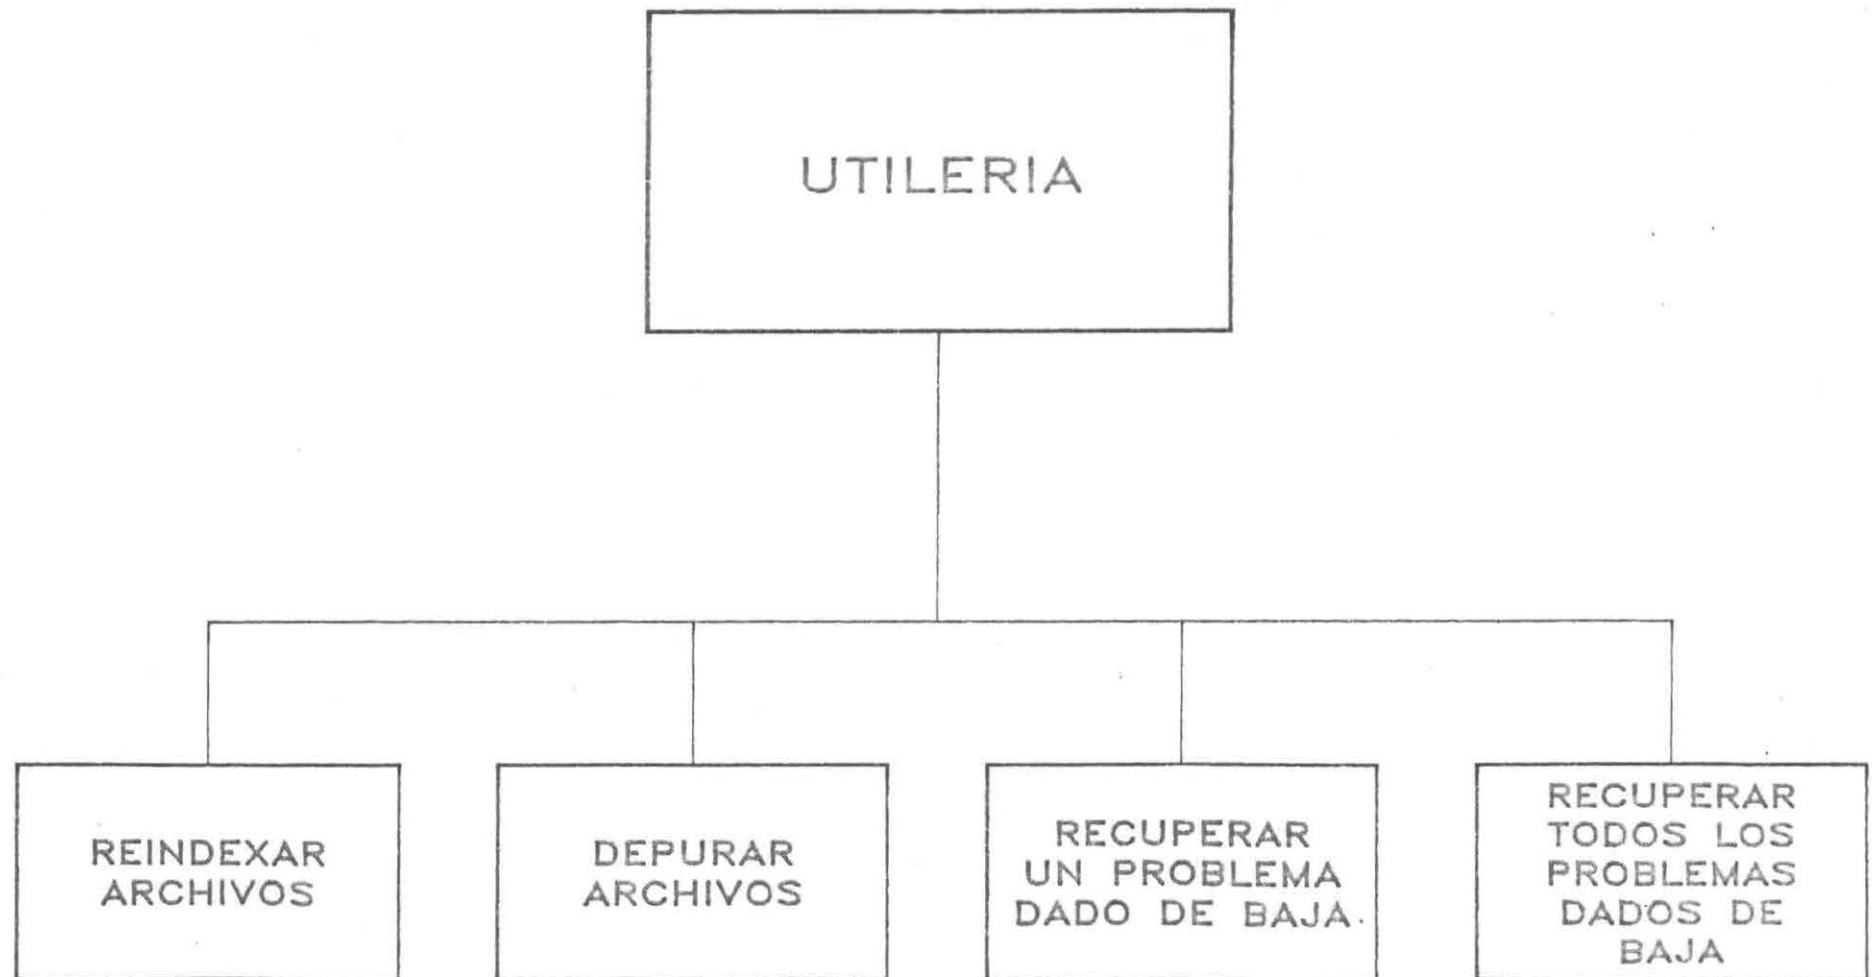 UTILERIA
REINDEXAR
ARCHIVOS
DEPURAR
ARCHIVOS
RECUPERAR
UN PROBLEMA
DADO DE BAJA.
RECUPERAR
TODOS LOS
PROBLEMAS
DADOS DE
BAJA